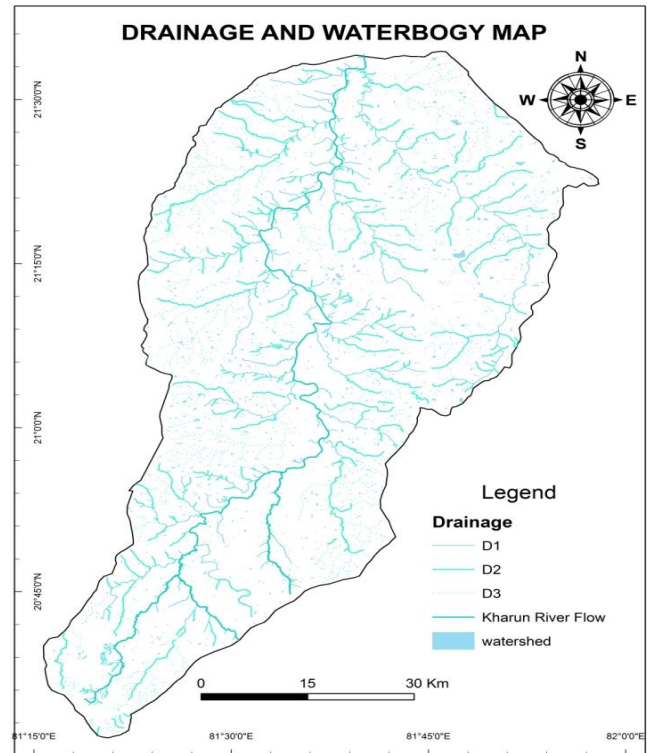 DRAINAGE AND WATERBOGY MAP
N
W E
S
21°30'0"N
21°15'0"N
21°0'0"N
20°45'0"N
Legend
Drainage
D1
D2
D3
Kharun River Flow
watershed
0 15 30 Km
81°15'0"E 81°30'0"E 81°45'0"E 82°0'0"E